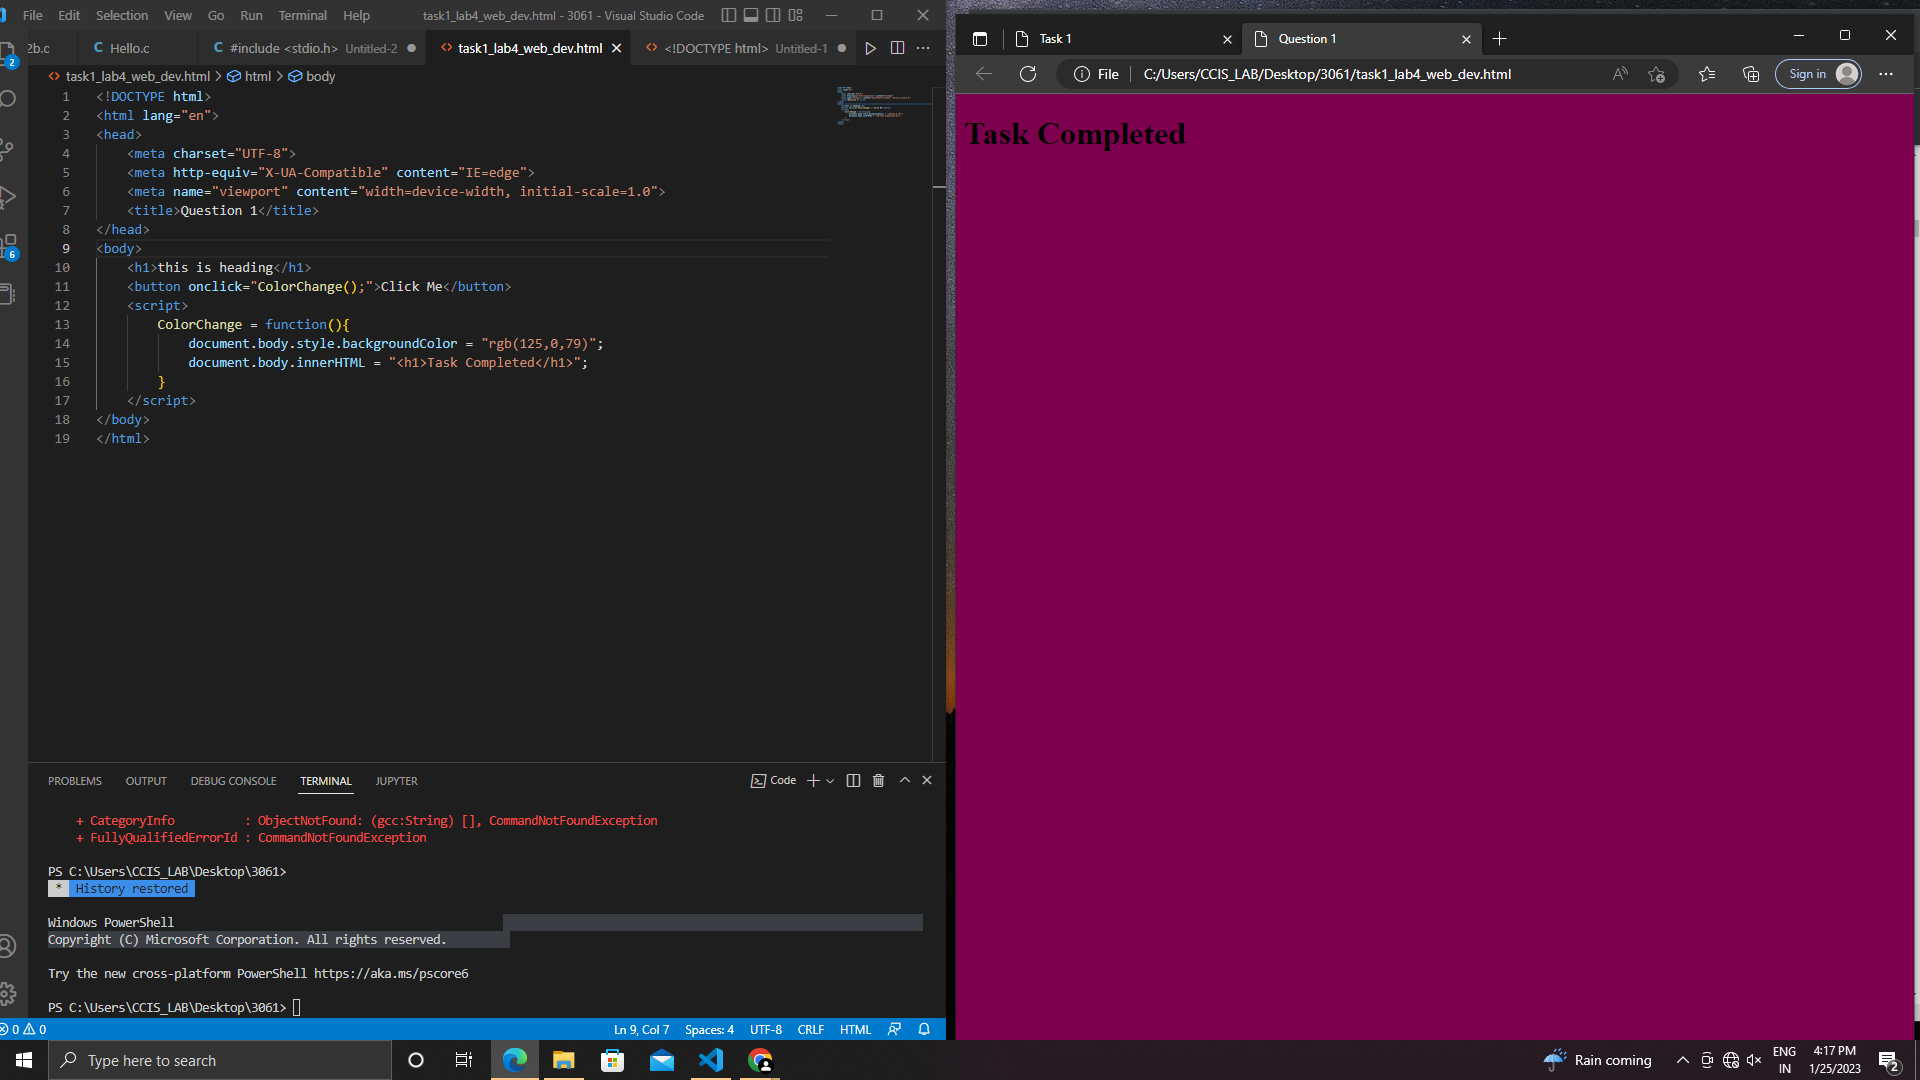 File Edit Selection View Go Run Terminal Help task1_lab4_web_dev.html - 3061 - Visual Studio Code
2b.c Hello.c #include <stdio.h> Untitled-2 task1_lab4_web_dev.html <!DOCTYPE html> Untitled-1
task1_lab4_web_dev.html > html > body
1 <!DOCTYPE html>
2 <html lang="en">
3 <head>
4 <meta charset="UTF-8">
5 <meta http-equiv="X-UA-Compatible" content="IE=edge">
6 <meta name="viewport" content="width=device-width, initial-scale=1.0">
7 <title>Question 1</title>
8 </head>
9 <body>
10 <h1>this is heading</h1>
11 <button onclick="ColorChange();">Click Me</button>
12 <script>
13 ColorChange = function(){
14 document.body.style.backgroundColor = "rgb(125,0,79)";
15 document.body.innerHTML = "<h1>Task Completed</h1>";
16 }
17 </script>
18 </body>
19 </html>
2
6
PROBLEMS OUTPUT DEBUG CONSOLE TERMINAL JUPYTER Code
+ CategoryInfo : ObjectNotFound: (gcc:String) [], CommandNotFoundException
+ FullyQualifiedErrorId : CommandNotFoundException
PS C:\Users\CCIS_LAB\Desktop\3061>
* History restored
Windows PowerShell
Copyright (C) Microsoft Corporation. All rights reserved.
Try the new cross-platform PowerShell https://aka.ms/pscore6
PS C:\Users\CCIS_LAB\Desktop\3061>
0 0 Ln 9, Col 7 Spaces: 4 UTF-8 CRLF HTML
Task 1 Question 1
File C:/Users/CCIS_LAB/Desktop/3061/task1_lab4_web_dev.html Sign in
Task Completed
Type here to search Rain coming ENG IN 4:17 PM 1/25/2023 2